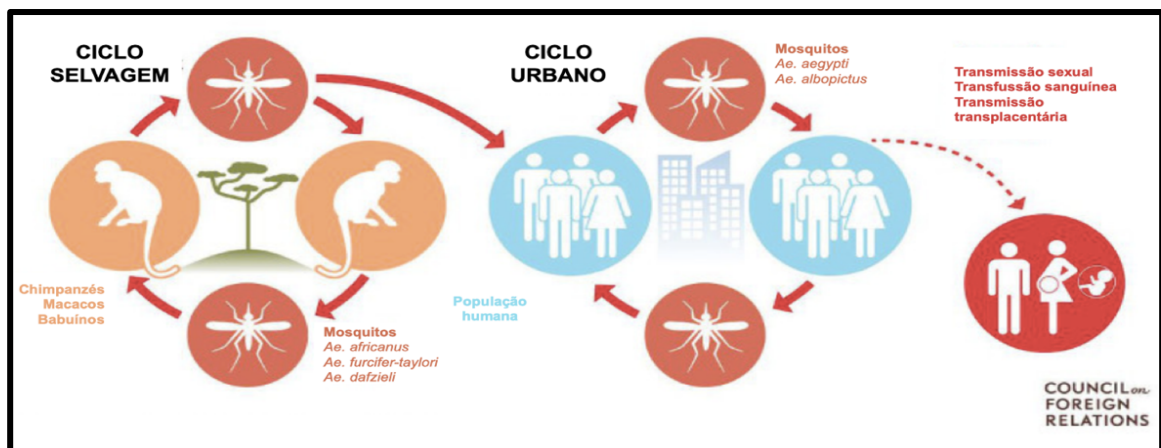 CICLO
SELVAGEM
CICLO
URBANO
Mosquitos
Ae. aegypti
Ae. albopictus
Transmissão sexual
Transfussão sanguínea
Transmissão
transplacentária
Chimpanzés
Macacos
Babuínos
Mosquitos
Ae. africanus
Ae. furcifer-taylori
Ae. dafzieli
População
humana
COUNCIL on
FOREIGN
RELATIONS